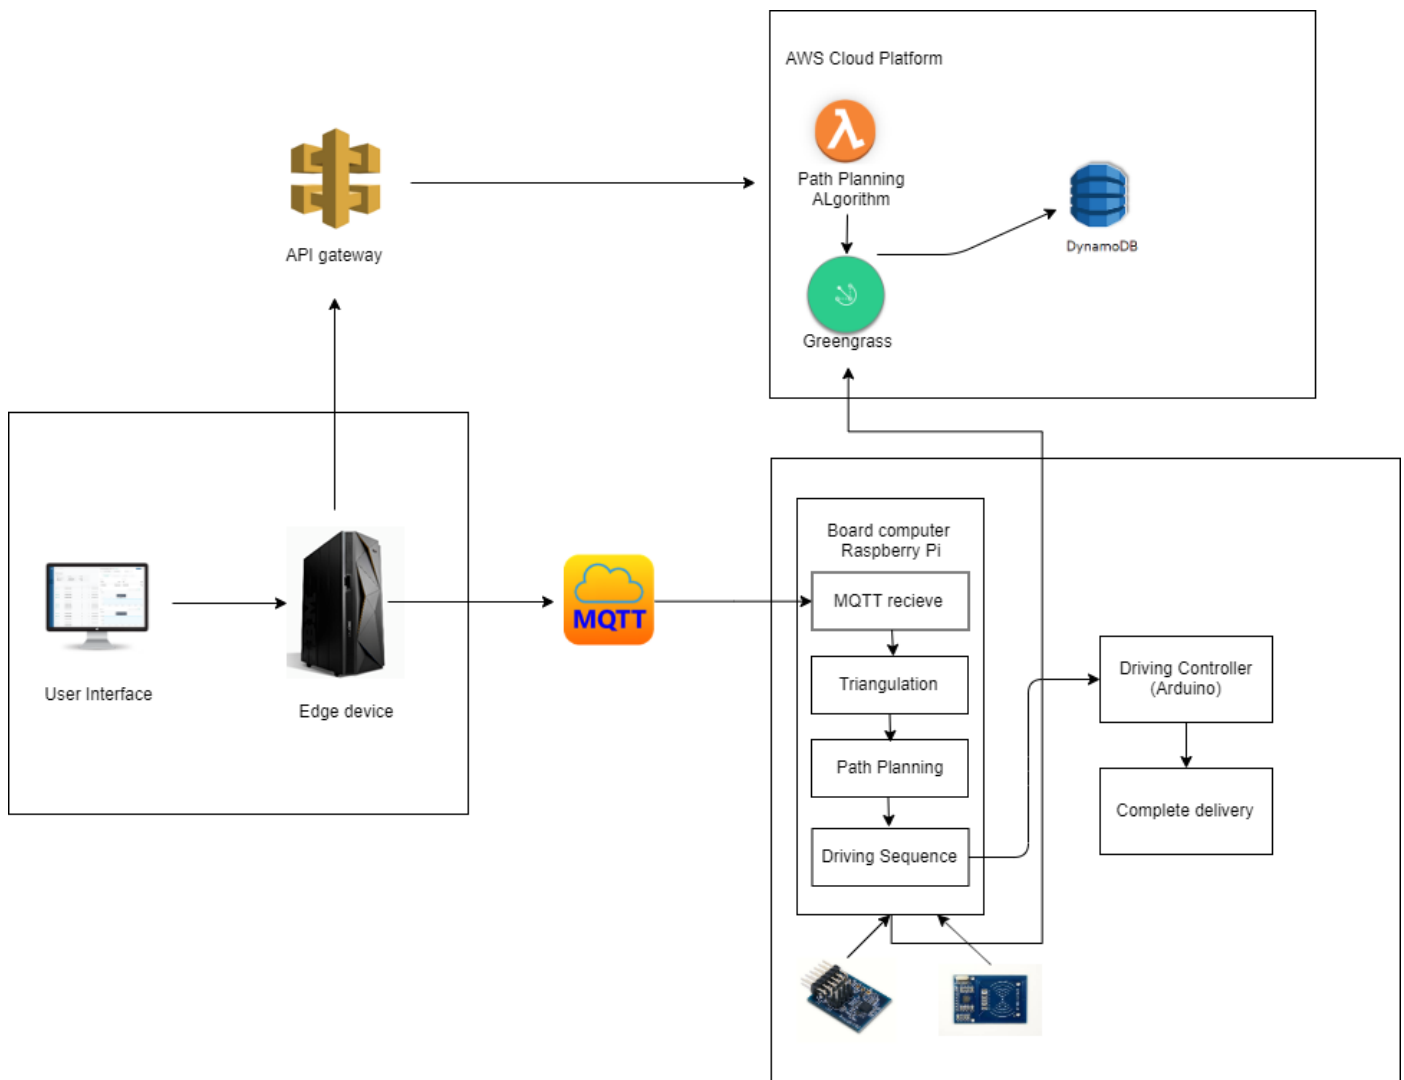 AWS Cloud Platform
Path Planning
ALgorithm
API gateway
DynamoDB
Greengrass
Board computer
Raspberry Pi
MQTT recieve
MQTT
Triangulation
Driving Controller
(Arduino)
User Interface
Edge device
Path Planning
Complete delivery
Driving Sequence